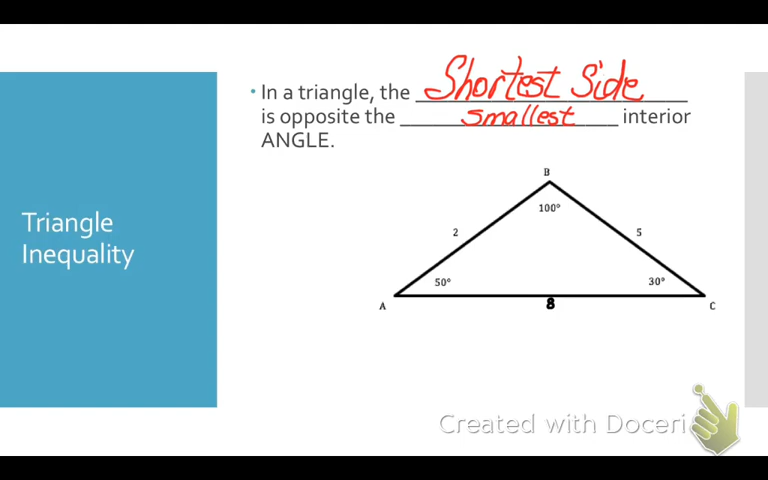 • In a triangle, the Shortest Side
is opposite the smallest interior
ANGLE.
Triangle
Inequality
B
100°
2
5
50°
30°
A
8
C
Created with Doceri